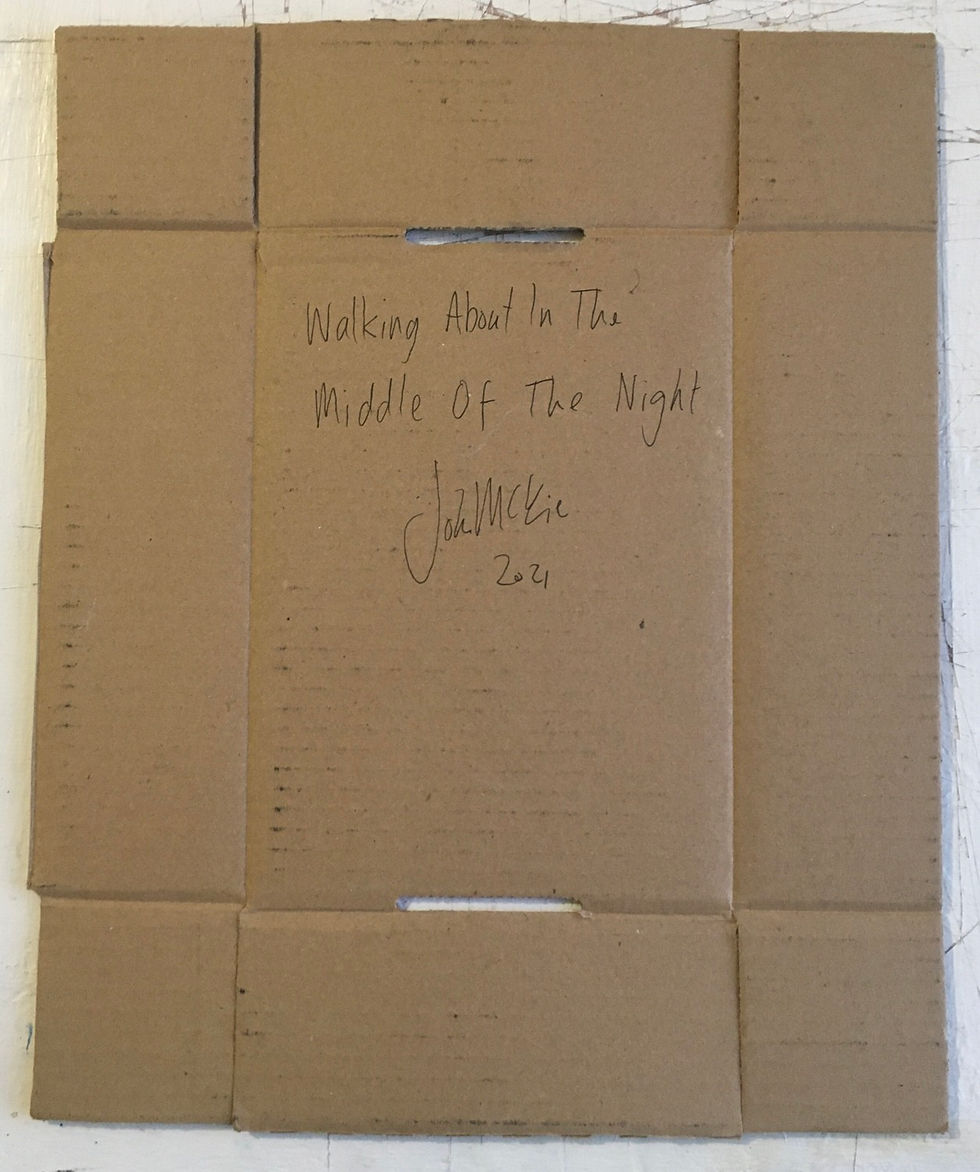 Walking About In The
Middle Of The Night
John McKie
2021